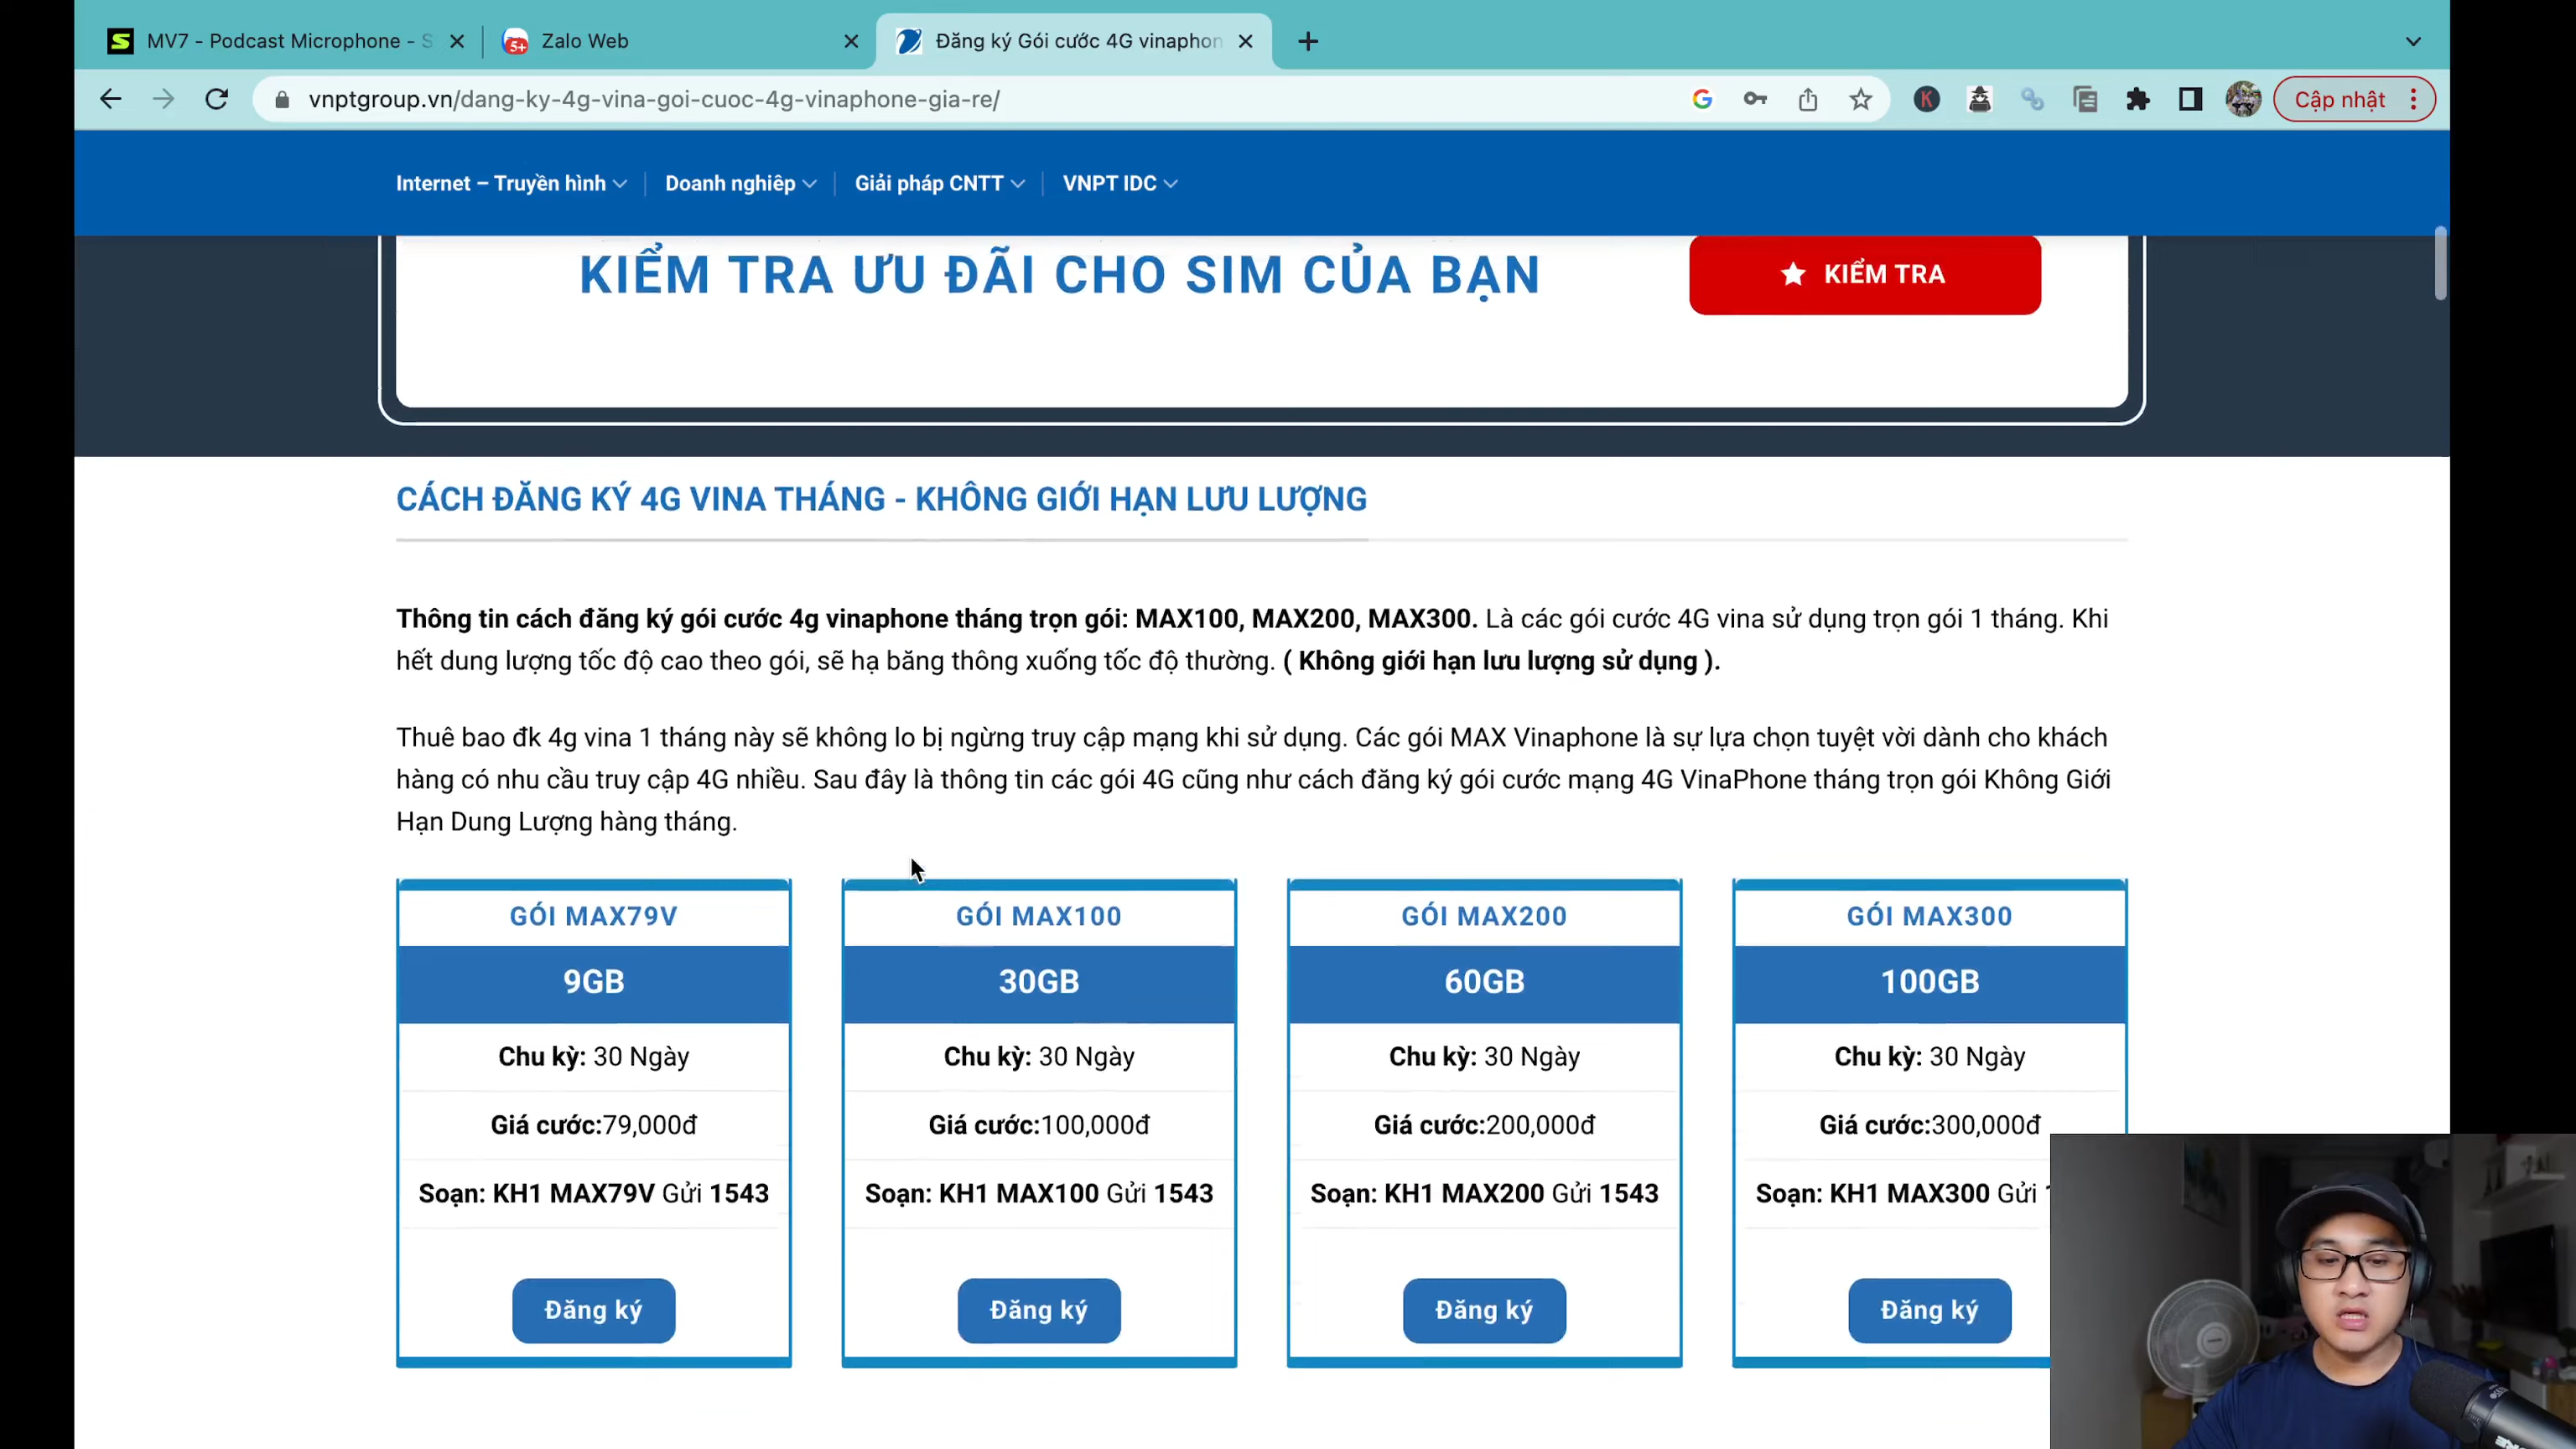 MV7 - Podcast Microphone - S
5+ Zalo Web
Đăng ký Gói cước 4G vinaphon
vnptgroup.vn/dang-ky-4g-vina-goi-cuoc-4g-vinaphone-gia-re/
Cập nhật
Internet – Truyền hình
Doanh nghiêp
Giải pháp CNTT
VNPT IDC
KIỂM TRA ƯU ĐÃI CHO SIM CỦA BẠN
KIỂM TRA
CÁCH ĐĂNG KÝ 4G VINA THÁNG - KHÔNG GIỚI HẠN LƯU LƯỢNG
Thông tin cách đăng ký gói cước 4g vinaphone tháng trọn gói: MAX100, MAX200, MAX300. Là các gói cước 4G vina sử dụng trọn gói 1 tháng. Khi
hết dung lượng tốc độ cao theo gói, sẽ hạ băng thông xuống tốc độ thường. ( Không giới hạn lưu lượng sử dụng ).
Thuê bao đk 4g vina 1 tháng này sẽ không lo bị ngừng truy cập mạng khi sử dụng. Các gói MAX Vinaphone là sự lựa chọn tuyệt vời dành cho khách
hàng có nhu cầu truy cập 4G nhiều. Sau đây là thông tin các gói 4G cũng như cách đăng ký gói cước mạng 4G VinaPhone tháng trọn gói Không Giới
Hạn Dung Lượng hàng tháng.
GÓI MAX79V
9GB
Chu kỳ: 30 Ngày
Giá cước:79,000đ
Soạn: KH1 MAX79V Gửi 1543
Đăng ký
GÓI MAX100
30GB
Chu kỳ: 30 Ngày
Giá cước:100,000đ
Soạn: KH1 MAX100 Gửi 1543
Đăng ký
GÓI MAX200
60GB
Chu kỳ: 30 Ngày
Giá cước:200,000đ
Soạn: KH1 MAX200 Gửi 1543
Đăng ký
GÓI MAX300
100GB
Chu kỳ: 30 Ngày
Giá cước:300,000đ
Soạn: KH1 MAX300 Gửi
Đăng ký